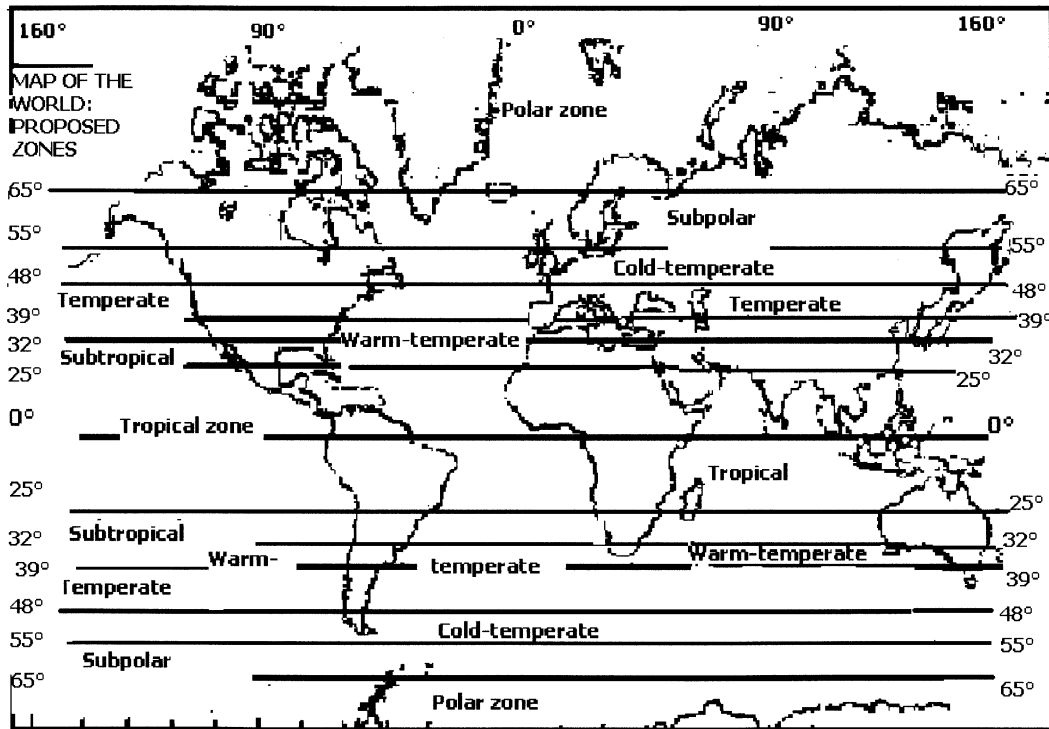 160° 90° 0° 90° 160°
MAP OF THE
WORLD:
PROPOSED
ZONES
Polar zone
65° 65°
Subpolar
55° 55°
Cold-temperate
48° 48°
Temperate Temperate
39° 39°
Warm-temperate
32° 32°
Subtropical
25° 25°
0° 0°
Tropical zone
Tropical
25° 25°
Subtropical
32° 32°
Warm-temperate
Warm- temperate
39° 39°
Temperate
48° 48°
Cold-temperate
55° 55°
Subpolar
65° 65°
Polar zone